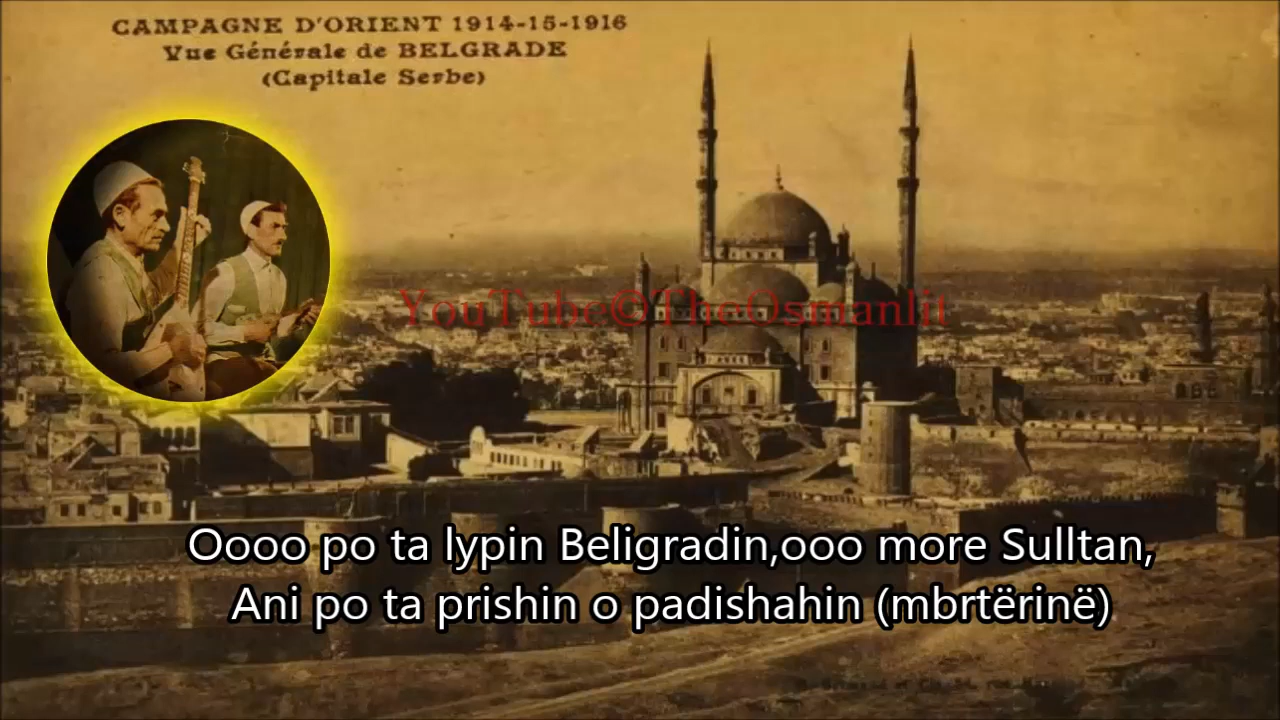 CAMPAGNE D'ORIENT 1914-15-1916
Vue Générale de BELGRADE
(Capitale Serbe)
YouTube©TheOsmanlit
Oooo po ta lypin Beligradin,ooo more Sulltan,
Ani po ta prishin o padishahin (mbrtërinë)